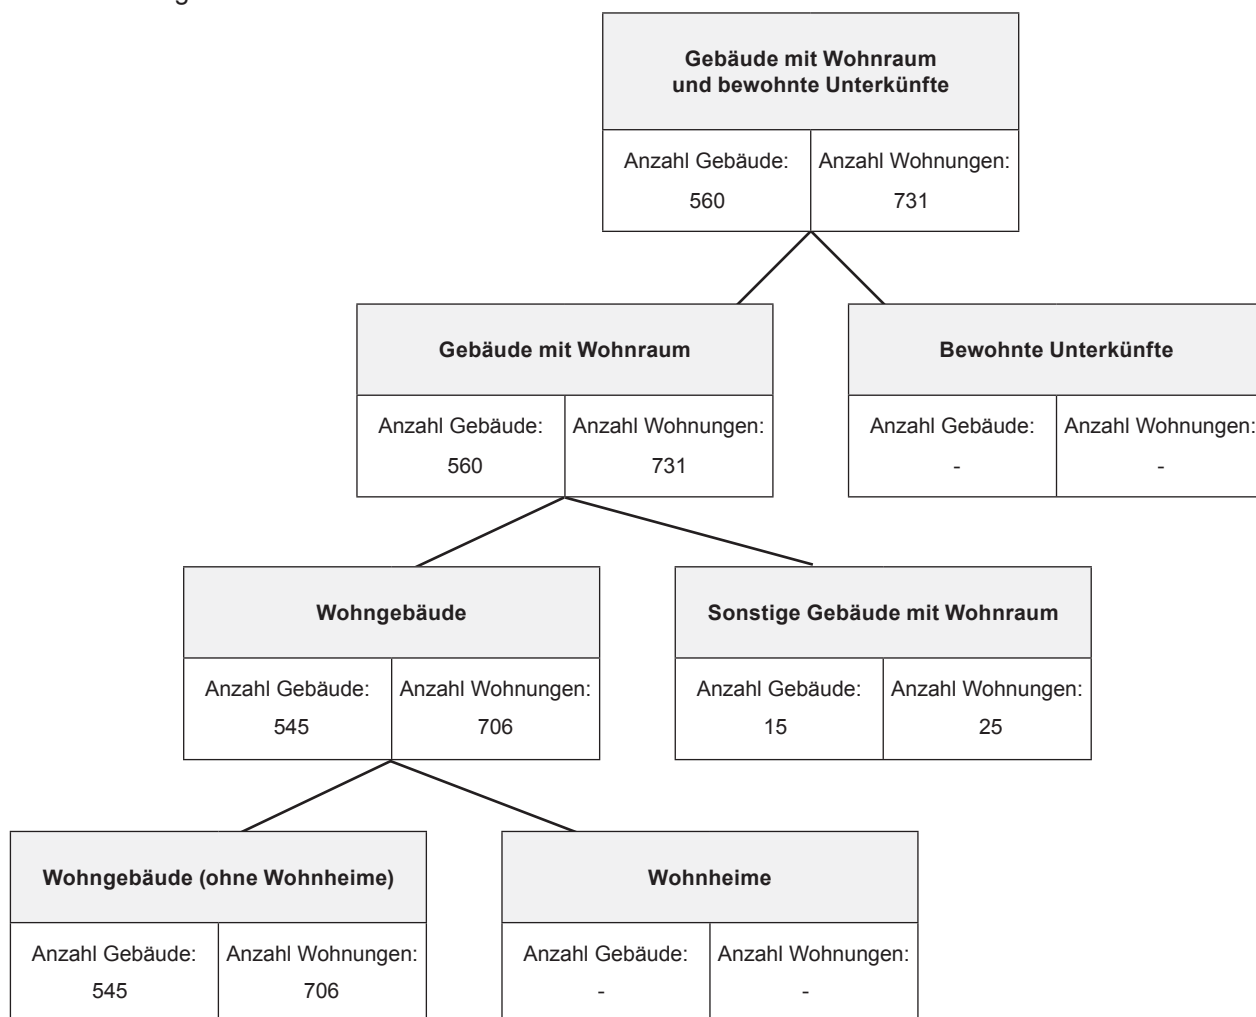 Gebäude mit Wohnraum
und bewohnte Unterkünfte
Anzahl Gebäude: Anzahl Wohnungen:
560 731
Gebäude mit Wohnraum
Anzahl Gebäude: Anzahl Wohnungen:
560 731
Bewohnte Unterkünfte
Anzahl Gebäude: Anzahl Wohnungen:
- -
Wohngebäude
Anzahl Gebäude: Anzahl Wohnungen:
545 706
Sonstige Gebäude mit Wohnraum
Anzahl Gebäude: Anzahl Wohnungen:
15 25
Wohngebäude (ohne Wohnheime)
Anzahl Gebäude: Anzahl Wohnungen:
545 706
Wohnheime
Anzahl Gebäude: Anzahl Wohnungen:
- -